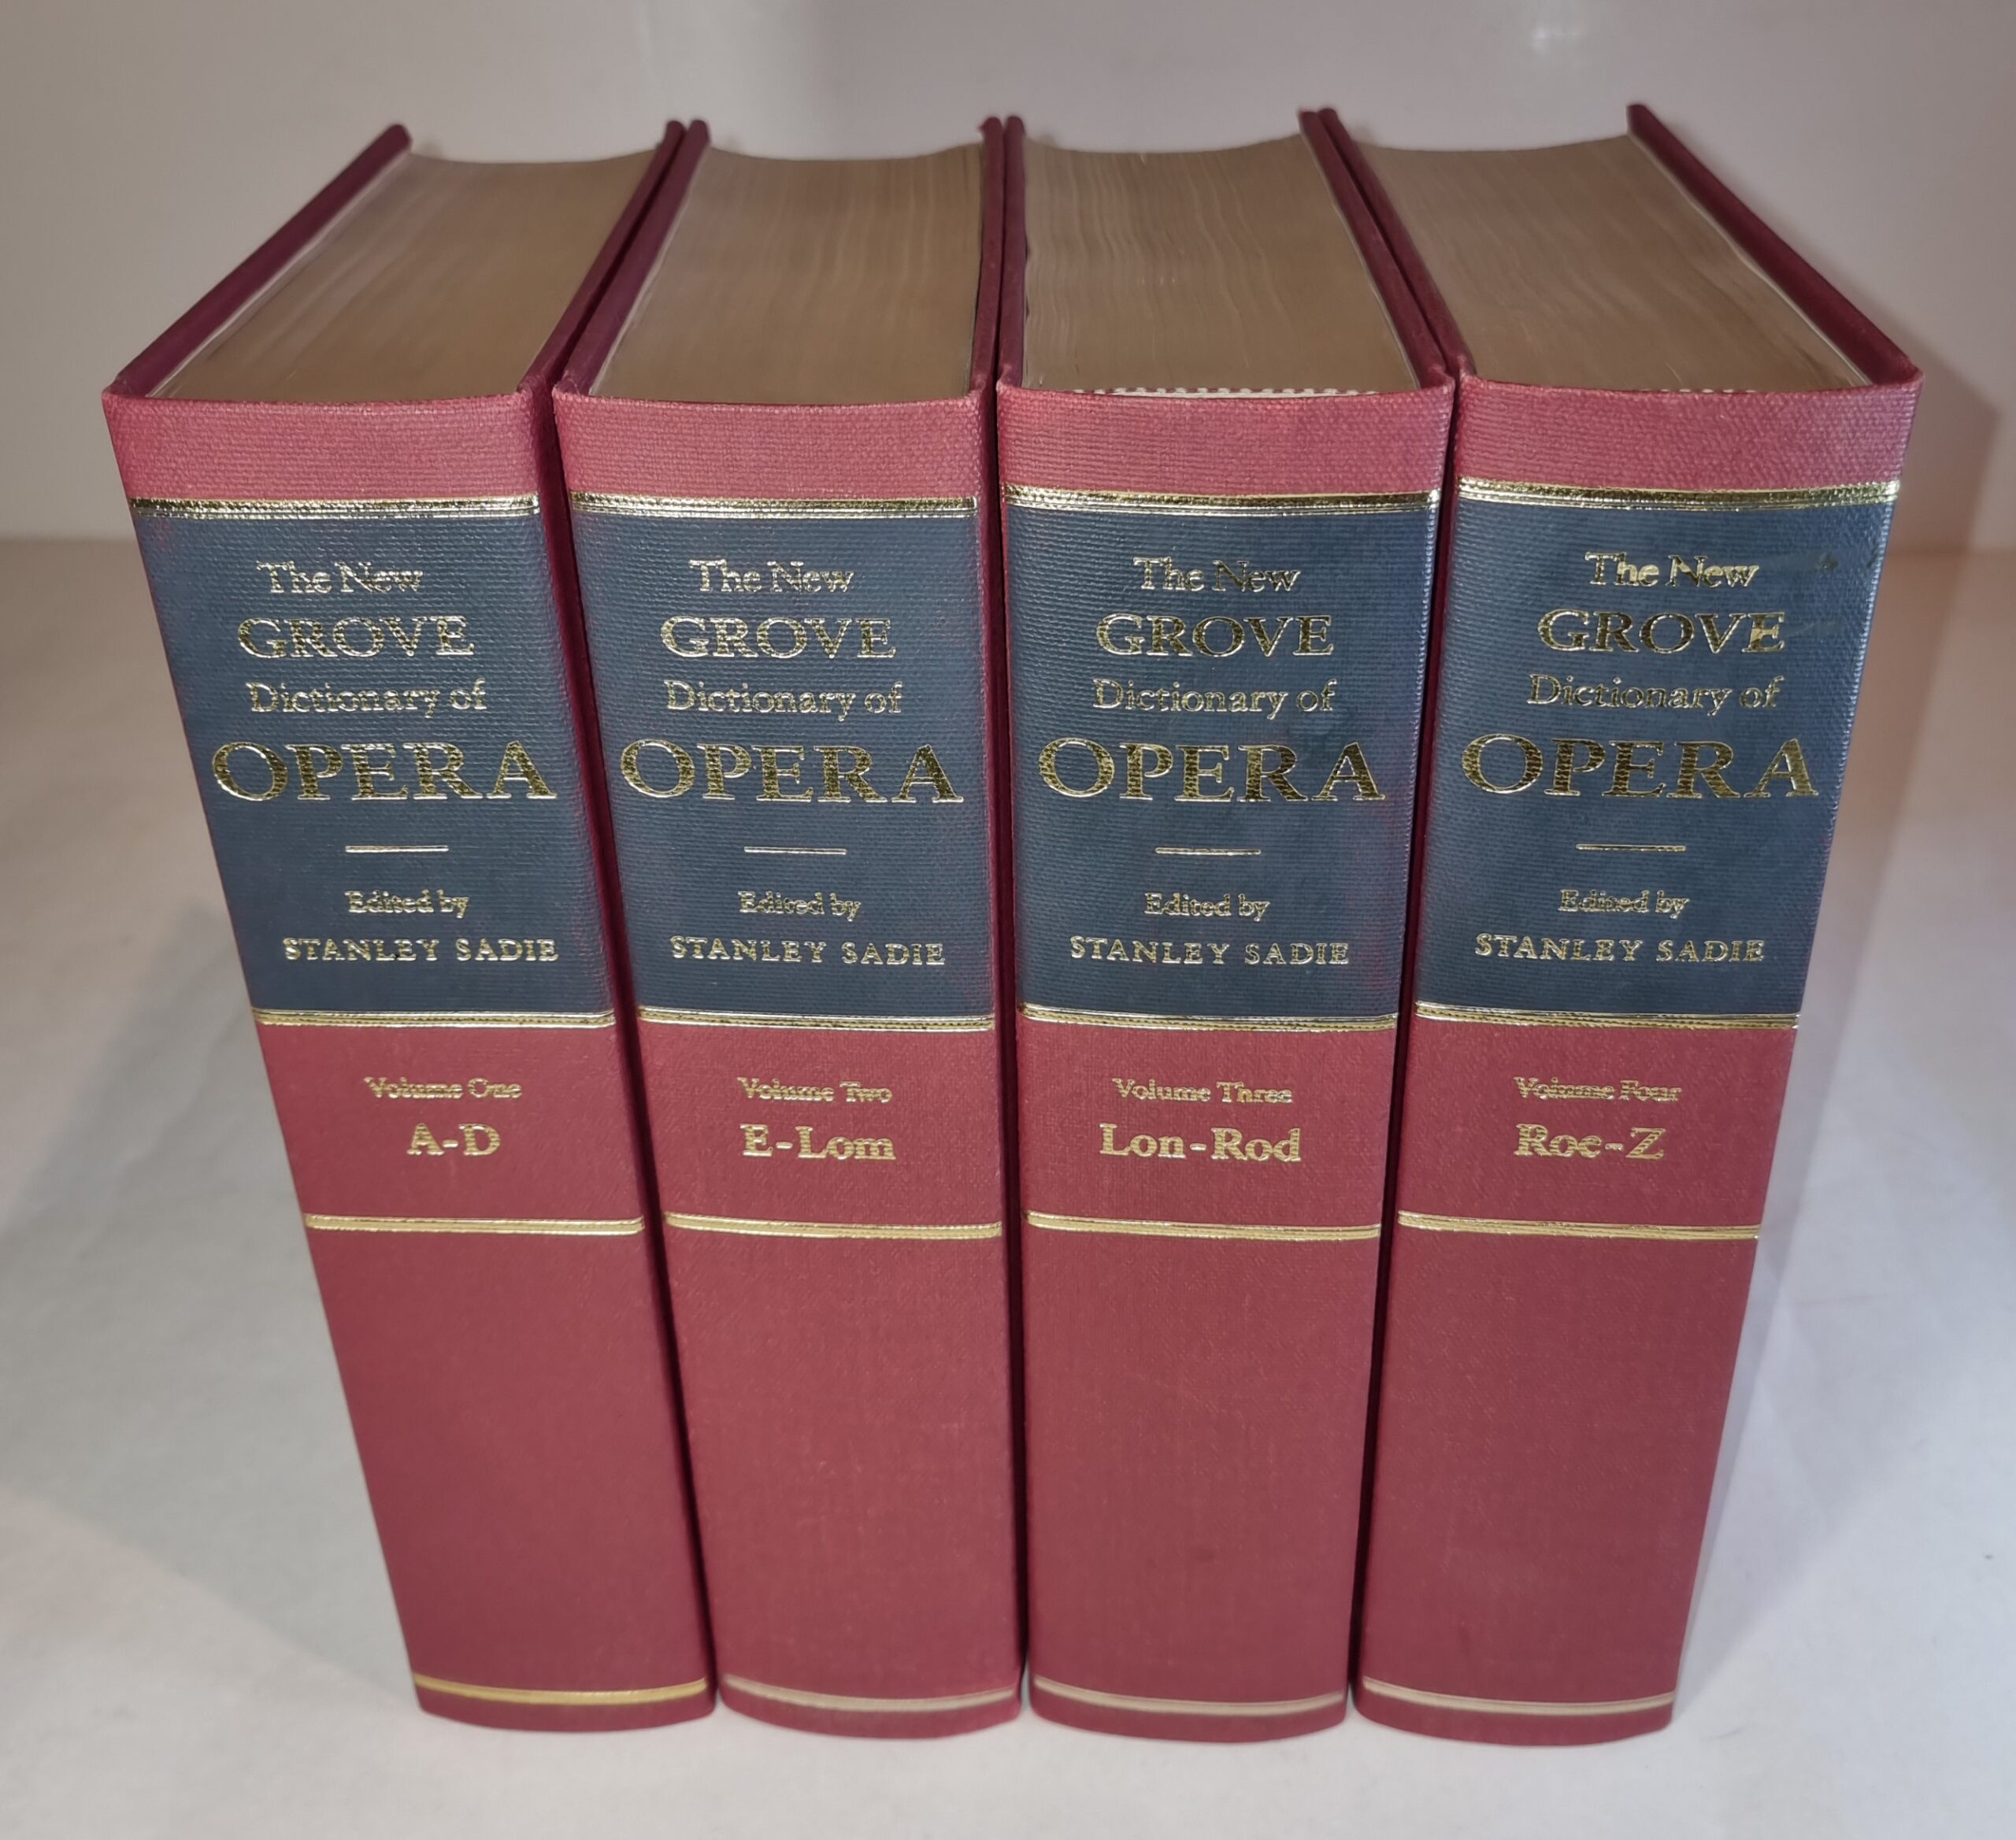 The New
GROVE
Dictionary of
OPERA
Edited by
STANLEY SADIE
Volume One
A-D
The New
GROVE
Dictionary of
OPERA
Edited by
STANLEY SADIE
Volume Two
E-Lom
The New
GROVE
Dictionary of
OPERA
Edited by
STANLEY SADIE
Volume Three
Lon-Rod
The New
GROVE
Dictionary of
OPERA
Edited by
STANLEY SADIE
Volume Four
Roe-Z